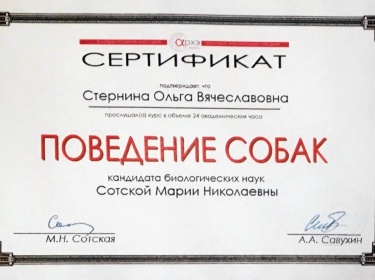 архэ
СЕРТИФИКАТ
подтверждает, что
Стернина Ольга Вячеславовна
прослушал(а) курс в объеме 24 академических часа
ПОВЕДЕНИЕ СОБАК
кандидата биологических наук
Сотской Марии Николаевны
М.Н. Сотская
А.А. Савухин